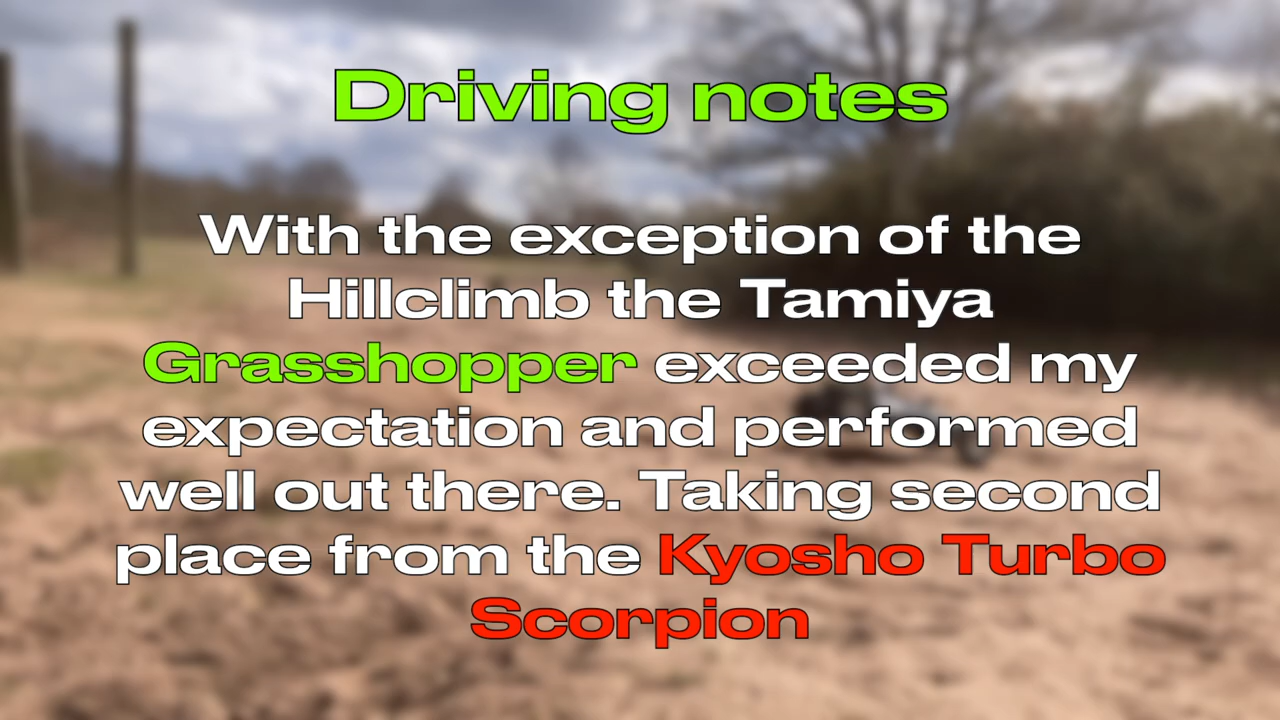 Driving notes
With the exception of the
Hillclimb the Tamiya
Grasshopper exceeded my
expectation and performed
well out there. Taking second
place from the Kyosho Turbo
Scorpion